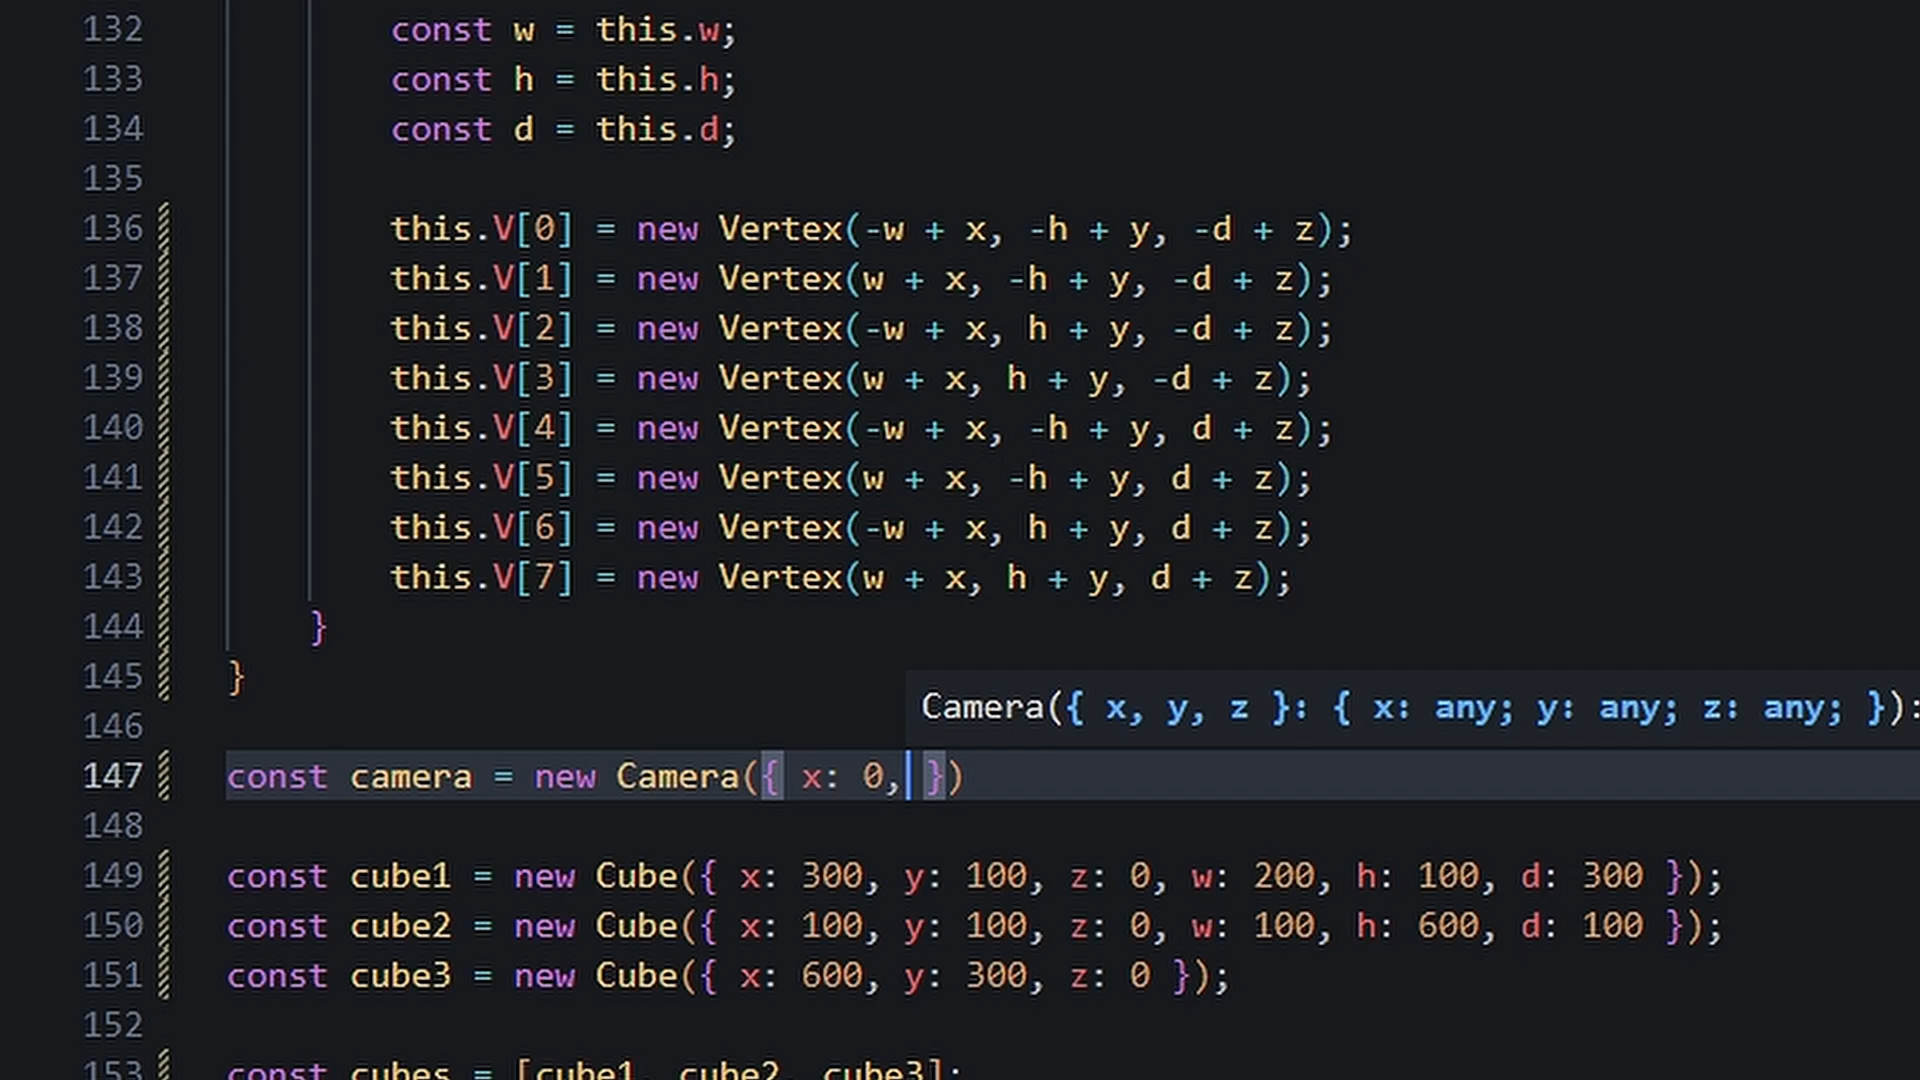 132 const w = this.w;
133 const h = this.h;
134 const d = this.d;
135
136 this.V[0] = new Vertex(-w + x, -h + y, -d + z);
137 this.V[1] = new Vertex(w + x, -h + y, -d + z);
138 this.V[2] = new Vertex(-w + x, h + y, -d + z);
139 this.V[3] = new Vertex(w + x, h + y, -d + z);
140 this.V[4] = new Vertex(-w + x, -h + y, d + z);
141 this.V[5] = new Vertex(w + x, -h + y, d + z);
142 this.V[6] = new Vertex(-w + x, h + y, d + z);
143 this.V[7] = new Vertex(w + x, h + y, d + z);
144 }
145 }
Camera({ x, y, z }: { x: any; y: any; z: any; }):
146
147 const camera = new Camera({ x: 0, })
148
149 const cube1 = new Cube({ x: 300, y: 100, z: 0, w: 200, h: 100, d: 300 });
150 const cube2 = new Cube({ x: 100, y: 100, z: 0, w: 100, h: 600, d: 100 });
151 const cube3 = new Cube({ x: 600, y: 300, z: 0 });
152
153 const cubes = [cube1, cube2, cube3];